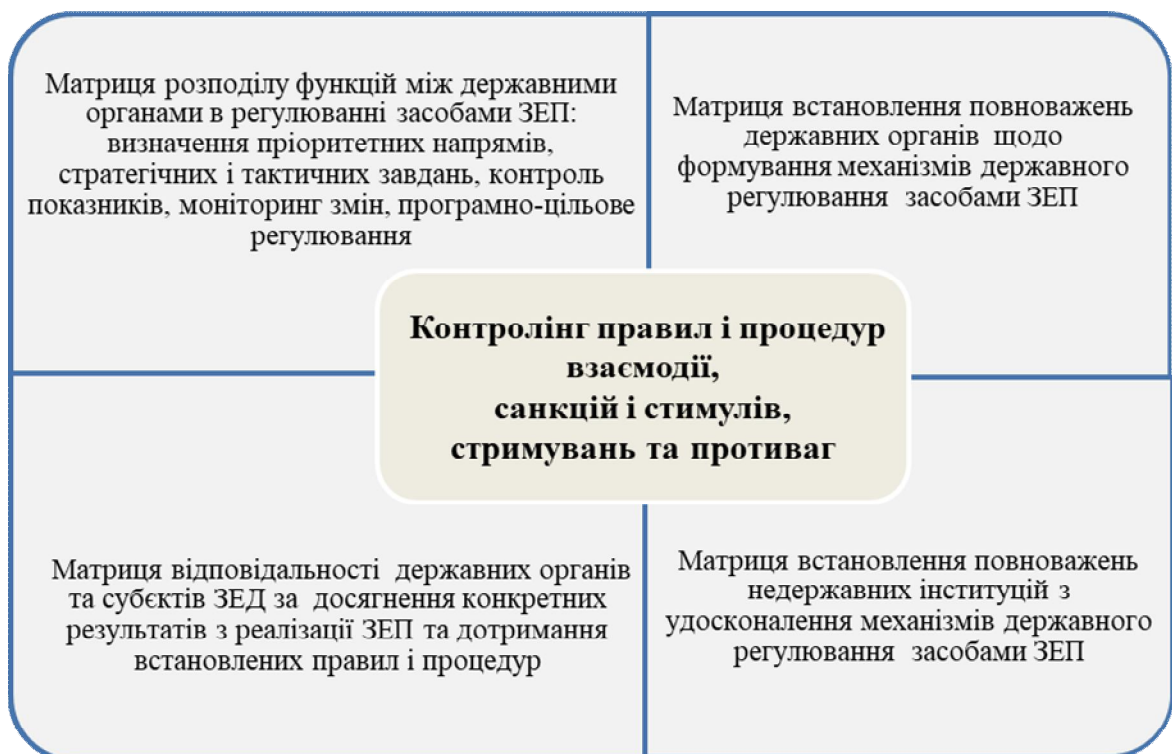 Матриця розподілу функцій між державними
органами в регулюванні засобами ЗЕП:
визначення пріоритетних напрямів,
стратегічних і тактичних завдань, контроль
показників, моніторинг змін, програмно-цільове
регулювання
Матриця встановлення повноважень
державних органів щодо
формування механізмів державного
регулювання засобами ЗЕП
Контролінг правил і процедур
взаємодії,
санкцій і стимулів,
стримувань та противаг
Матриця відповідальності державних органів
та субєктів ЗЕД за досягнення конкретних
результатів з реалізації ЗЕП та дотримання
встановлених правил і процедур
Матриця встановлення повноважень
недержавних інституцій з
удосконалення механізмів державного
регулювання засобами ЗЕП